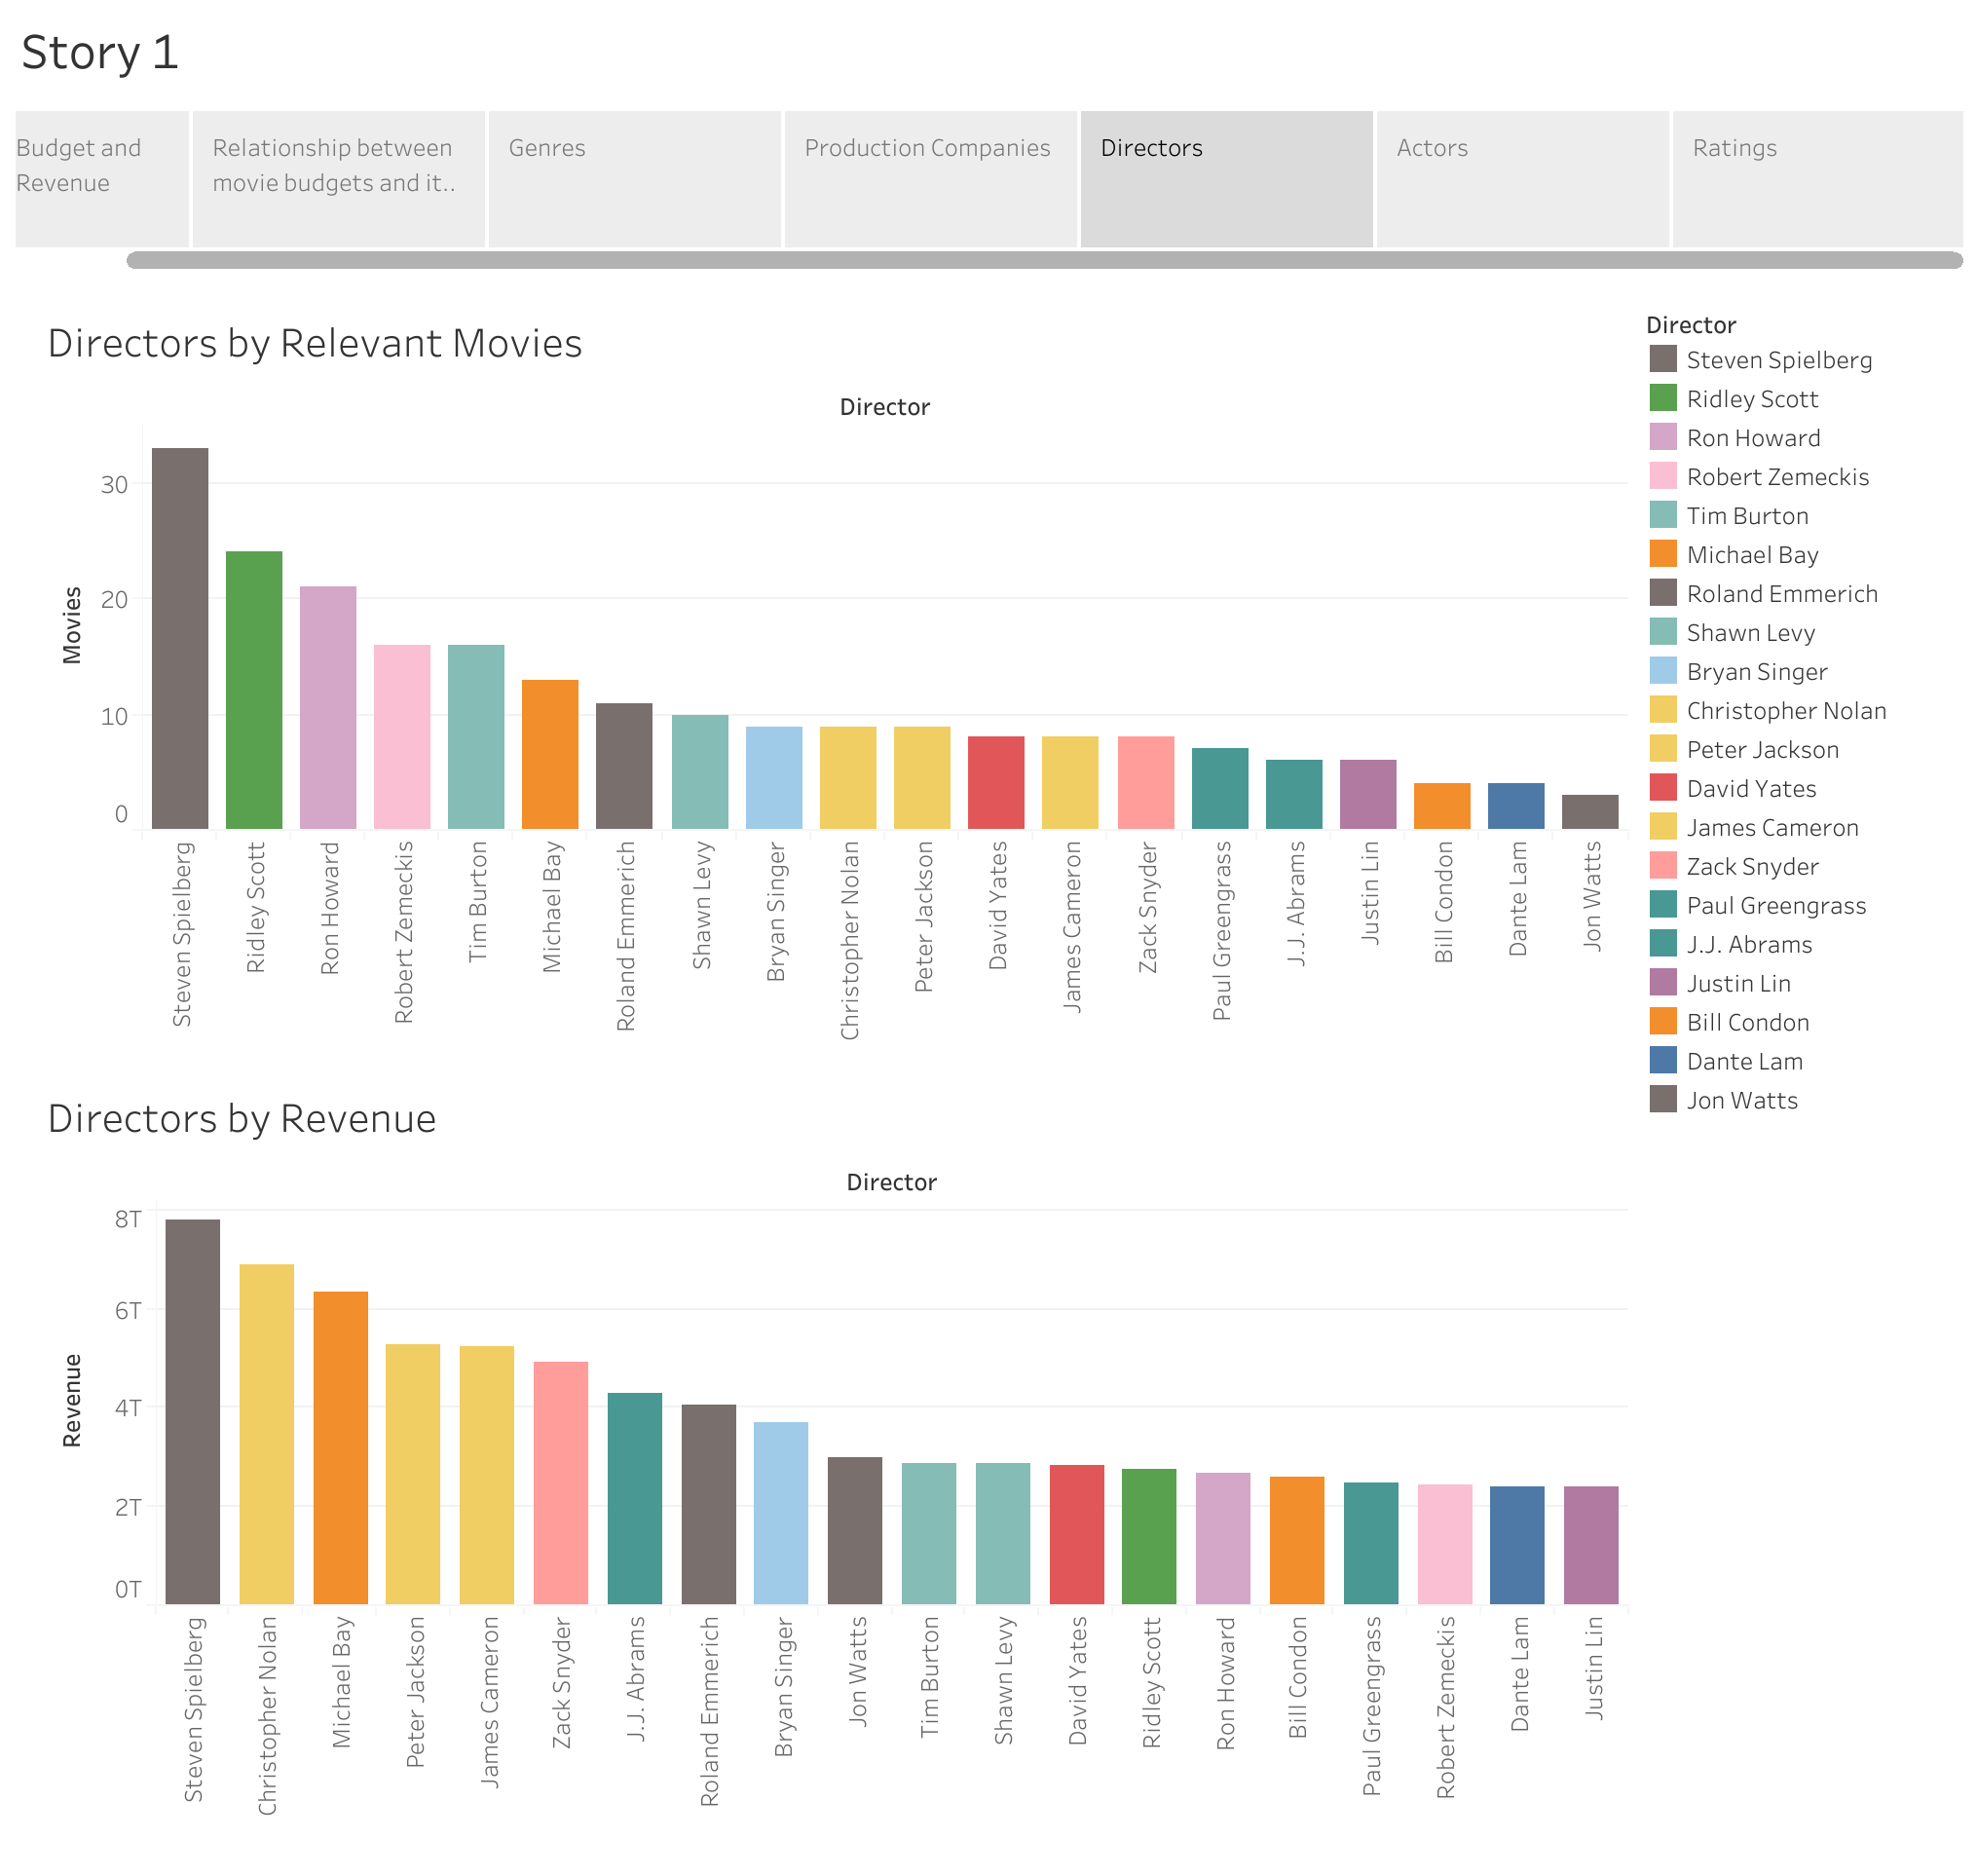 Story 1
Budget and
Revenue
Relationship between
movie budgets and it..
Genres
Production Companies
Directors
Actors
Ratings
Directors by Relevant Movies
Director
Movies
30
20
10
0
Steven Spielberg
Ridley Scott
Ron Howard
Robert Zemeckis
Tim Burton
Michael Bay
Roland Emmerich
Shawn Levy
Bryan Singer
Christopher Nolan
Peter Jackson
David Yates
James Cameron
Zack Snyder
Paul Greengrass
J.J. Abrams
Justin Lin
Bill Condon
Dante Lam
Jon Watts
Director
Steven Spielberg
Ridley Scott
Ron Howard
Robert Zemeckis
Tim Burton
Michael Bay
Roland Emmerich
Shawn Levy
Bryan Singer
Christopher Nolan
Peter Jackson
David Yates
James Cameron
Zack Snyder
Paul Greengrass
J.J. Abrams
Justin Lin
Bill Condon
Dante Lam
Jon Watts
Directors by Revenue
Director
Revenue
8T
6T
4T
2T
0T
Steven Spielberg
Christopher Nolan
Michael Bay
Peter Jackson
James Cameron
Zack Snyder
J.J. Abrams
Roland Emmerich
Bryan Singer
Jon Watts
Tim Burton
Shawn Levy
David Yates
Ridley Scott
Ron Howard
Bill Condon
Paul Greengrass
Robert Zemeckis
Dante Lam
Justin Lin